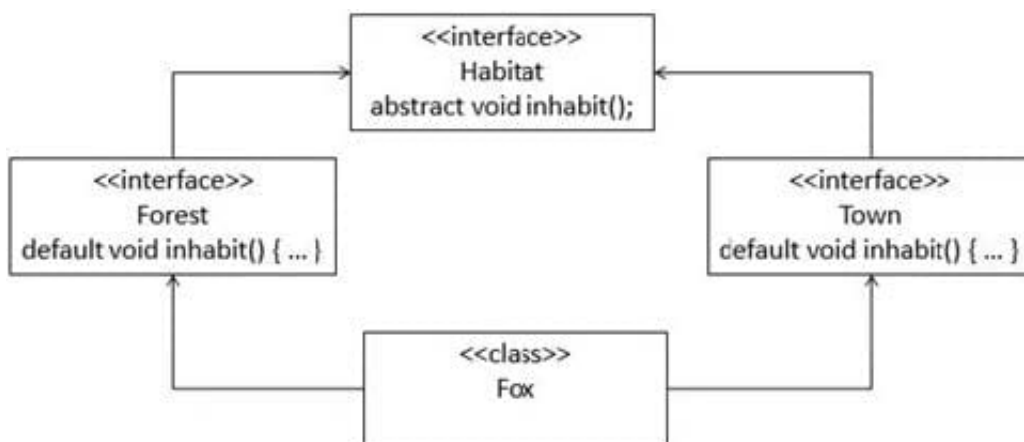 <<interface>>
Habitat
abstract void inhabit();
<<interface>>
Forest
default void inhabit() { ... }
<<interface>>
Town
default void inhabit() { ... }
<<class>>
Fox